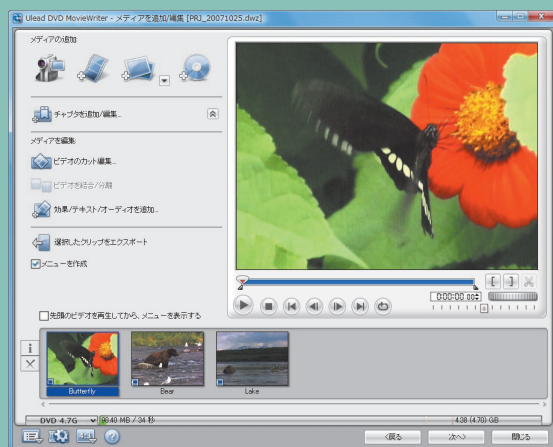 Ulead DVD MovieWriter - メディアを追加/編集 [PRJ_20071025.dwz]
メディアの追加
チャプタを追加/編集...
メディアを編集
ビデオのカット編集...
ビデオを結合/分離
効果/テキスト/オーディオを追加...
選択したクリップをエクスポート
メニューを作成
0:00:00.00
先頭のビデオを再生してから、メニューを表示する
Butterfly
Bear
Lake
DVD 4.7G
98.40 MB / 34 秒
4.38 (4.70) GB
<戻る
次へ>
閉じる